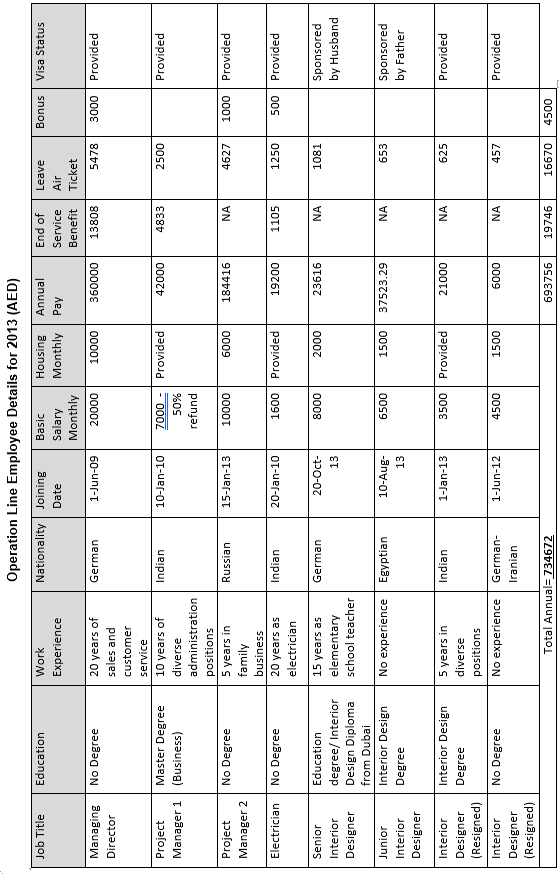 Operation Line Employee Details for 2013 (AED)
Job Title Education Work Experience Nationality Joining Date Basic Salary Monthly Housing Monthly Annual Pay End of Service Benefit Leave Air Ticket Bonus Visa Status
Managing Director No Degree 20 years of sales and customer service German 1-Jun-09 20000 10000 360000 13808 5478 3000 Provided
Project Manager 1 Master Degree (Business) 10 years of diverse administration positions Indian 10-Jan-10 7000 - 50% refund Provided 42000 4833 2500 Provided
Project Manager 2 No Degree 5 years in family business Russian 15-Jan-13 10000 6000 184416 NA 4627 1000 Provided
Electrician No Degree 20 years as electrician Indian 20-Jan-10 1600 Provided 19200 1105 1250 500 Provided
Senior Interior Designer Education degree/ Interior Design Diploma from Dubai 15 years as elementary school teacher German 20-Oct-13 8000 2000 23616 NA 1081 Sponsored by Husband
Junior Interior Designer Interior Design Degree No experience Egyptian 10-Aug-13 6500 1500 37523.29 NA 653 Sponsored by Father
Interior Designer (Resigned) Interior Design Degree 5 years in diverse positions Indian 1-Jan-13 3500 Provided 21000 NA 625 Provided
Interior Designer (Resigned) No Degree No experience German-Iranian 1-Jun-12 4500 1500 6000 NA 457 Provided
Total Annual= 734672 693756 19746 16670 4500